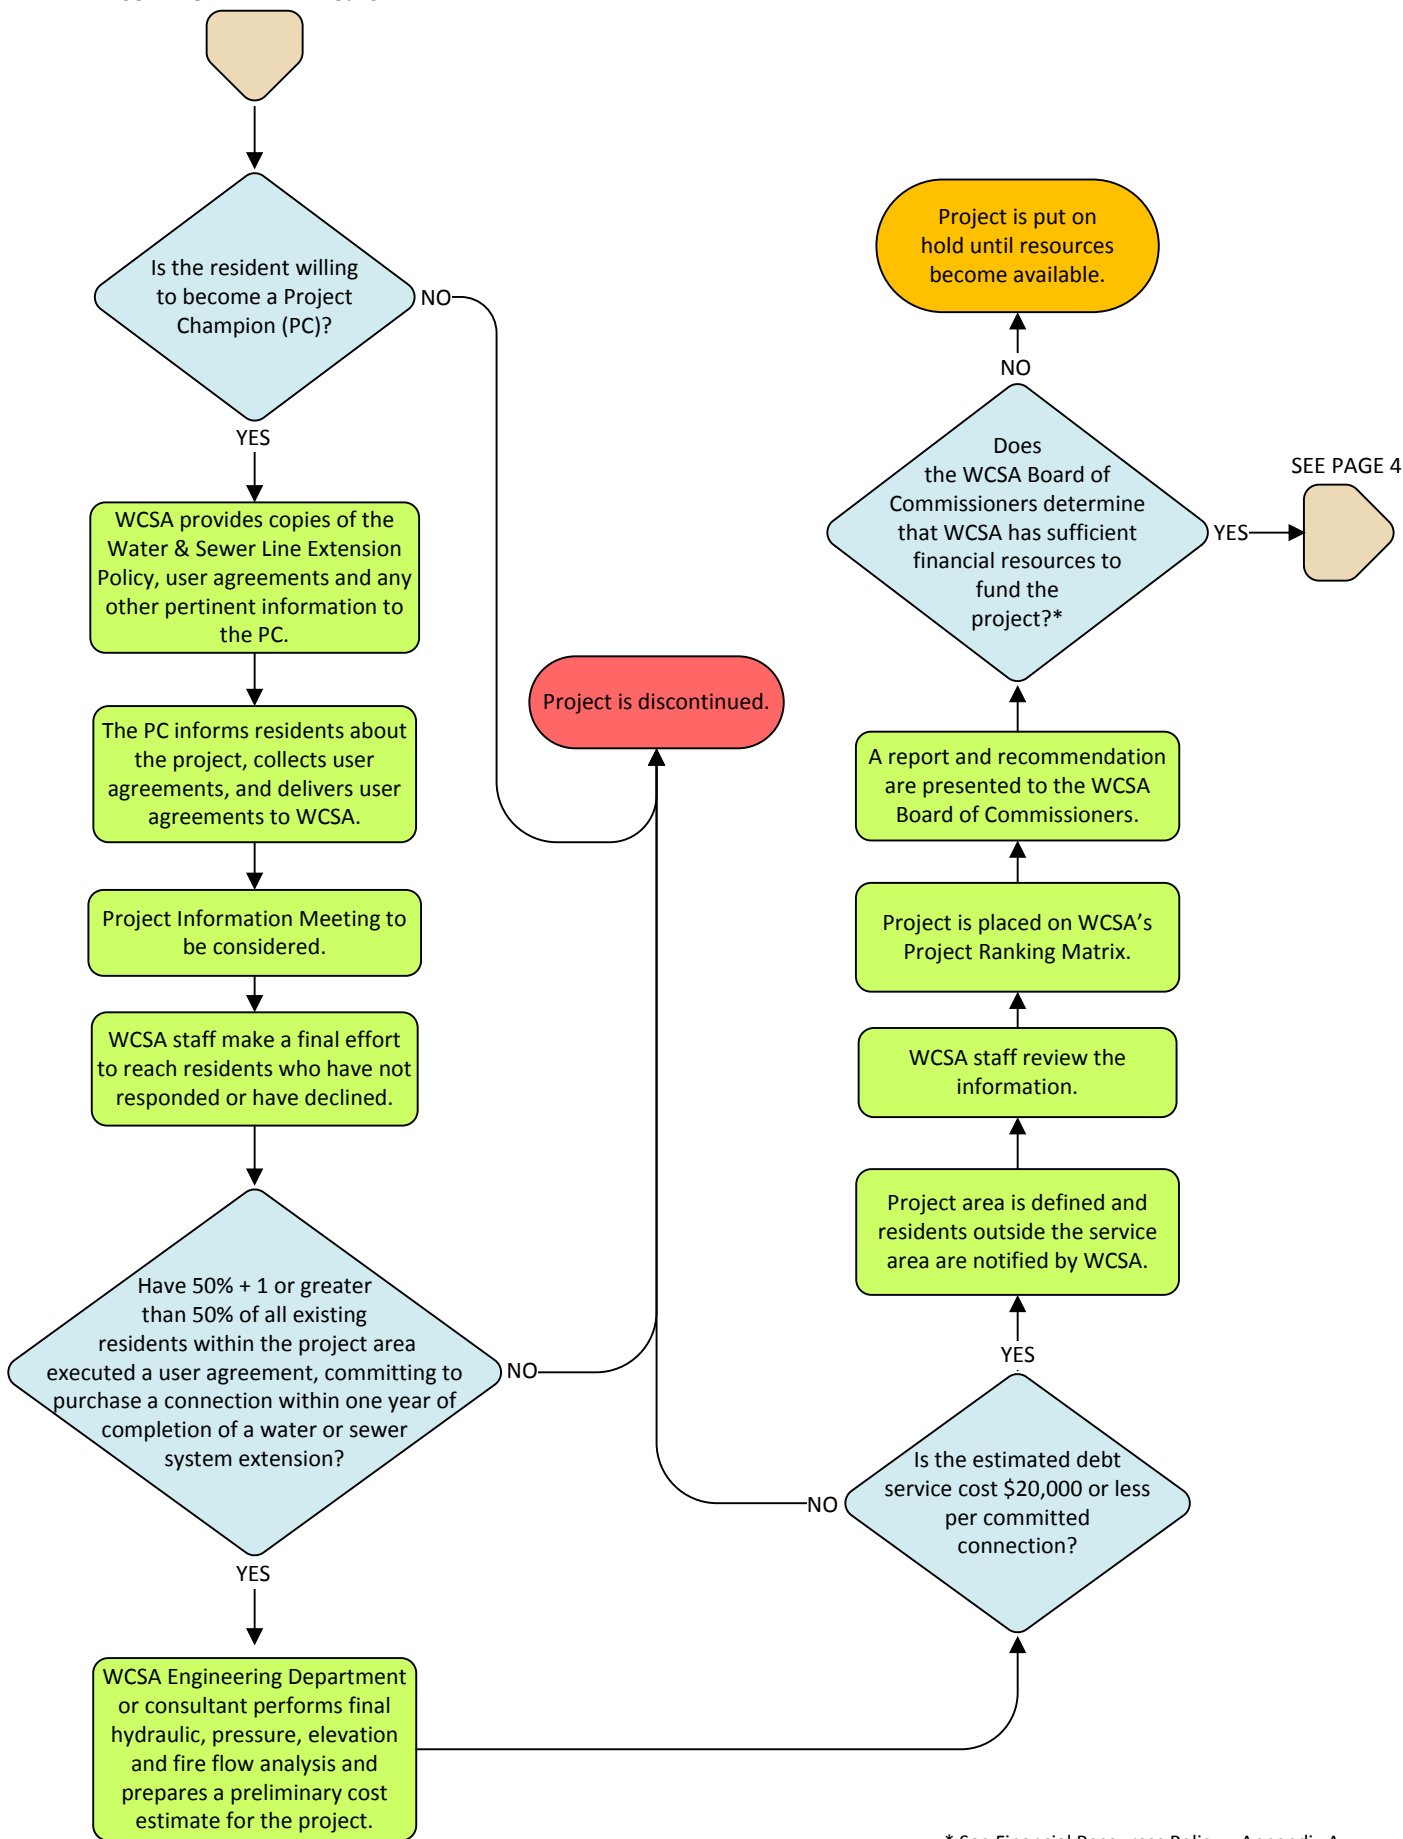 Is the resident willing
to become a Project
Champion (PC)?
NO
YES
WCSA provides copies of the
Water & Sewer Line Extension
Policy, user agreements and any
other pertinent information to
the PC.
The PC informs residents about
the project, collects user
agreements, and delivers user
agreements to WCSA.
Project Information Meeting to
be considered.
WCSA staff make a final effort
to reach residents who have not
responded or have declined.
Have 50% + 1 or greater
than 50% of all existing
residents within the project area
executed a user agreement, committing to
purchase a connection within one year of
completion of a water or sewer
system extension?
NO
YES
WCSA Engineering Department
or consultant performs final
hydraulic, pressure, elevation
and fire flow analysis and
prepares a preliminary cost
estimate for the project.
Project is discontinued.
Project is put on
hold until resources
become available.
NO
Does
the WCSA Board of
Commissioners determine
that WCSA has sufficient
financial resources to
fund the
project?*
YES
SEE PAGE 4
A report and recommendation
are presented to the WCSA
Board of Commissioners.
Project is placed on WCSA’s
Project Ranking Matrix.
WCSA staff review the
information.
Project area is defined and
residents outside the service
area are notified by WCSA.
YES
Is the estimated debt
service cost $20,000 or less
per committed
connection?
NO
* See Financial Resources Policy - Appendix A